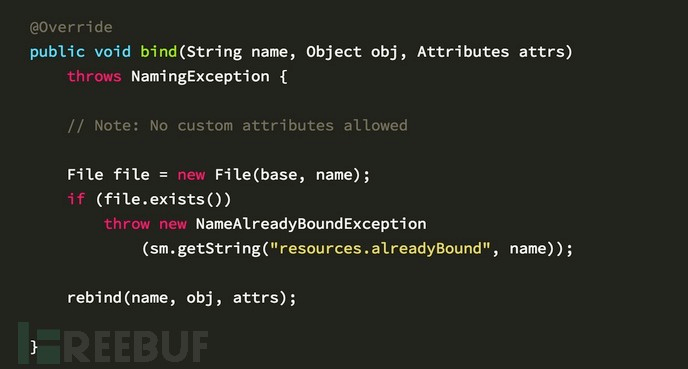 @Override
public void bind(String name, Object obj, Attributes attrs)
    throws NamingException {

    // Note: No custom attributes allowed

    File file = new File(base, name);
    if (file.exists())
        throw new NameAlreadyBoundException
            (sm.getString("resources.alreadyBound", name));

    rebind(name, obj, attrs);

}
FREEBUF